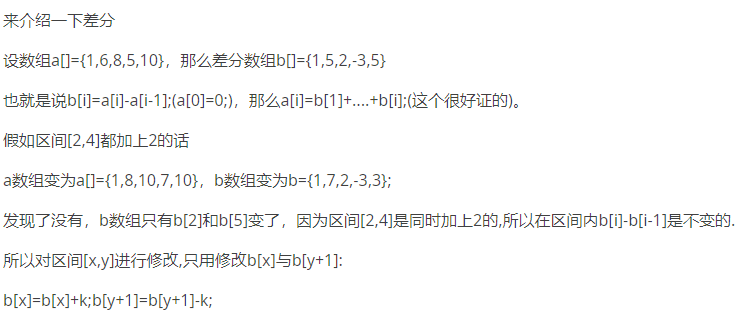 来介绍一下差分
设数组a[]={1,6,8,5,10}，那么差分数组b[]={1,5,2,-3,5}
也就是说b[i]=a[i]-a[i-1];(a[0]=0;)，那么a[i]=b[1]+....+b[i];(这个很好证的)。
假如区间[2,4]都加上2的话
a数组变为a[]={1,8,10,7,10}，b数组变为b={1,7,2,-3,3};
发现了没有，b数组只有b[2]和b[5]变了，因为区间[2,4]是同时加上2的,所以在区间内b[i]-b[i-1]是不变的.
所以对区间[x,y]进行修改,只用修改b[x]与b[y+1]:
b[x]=b[x]+k;b[y+1]=b[y+1]-k;